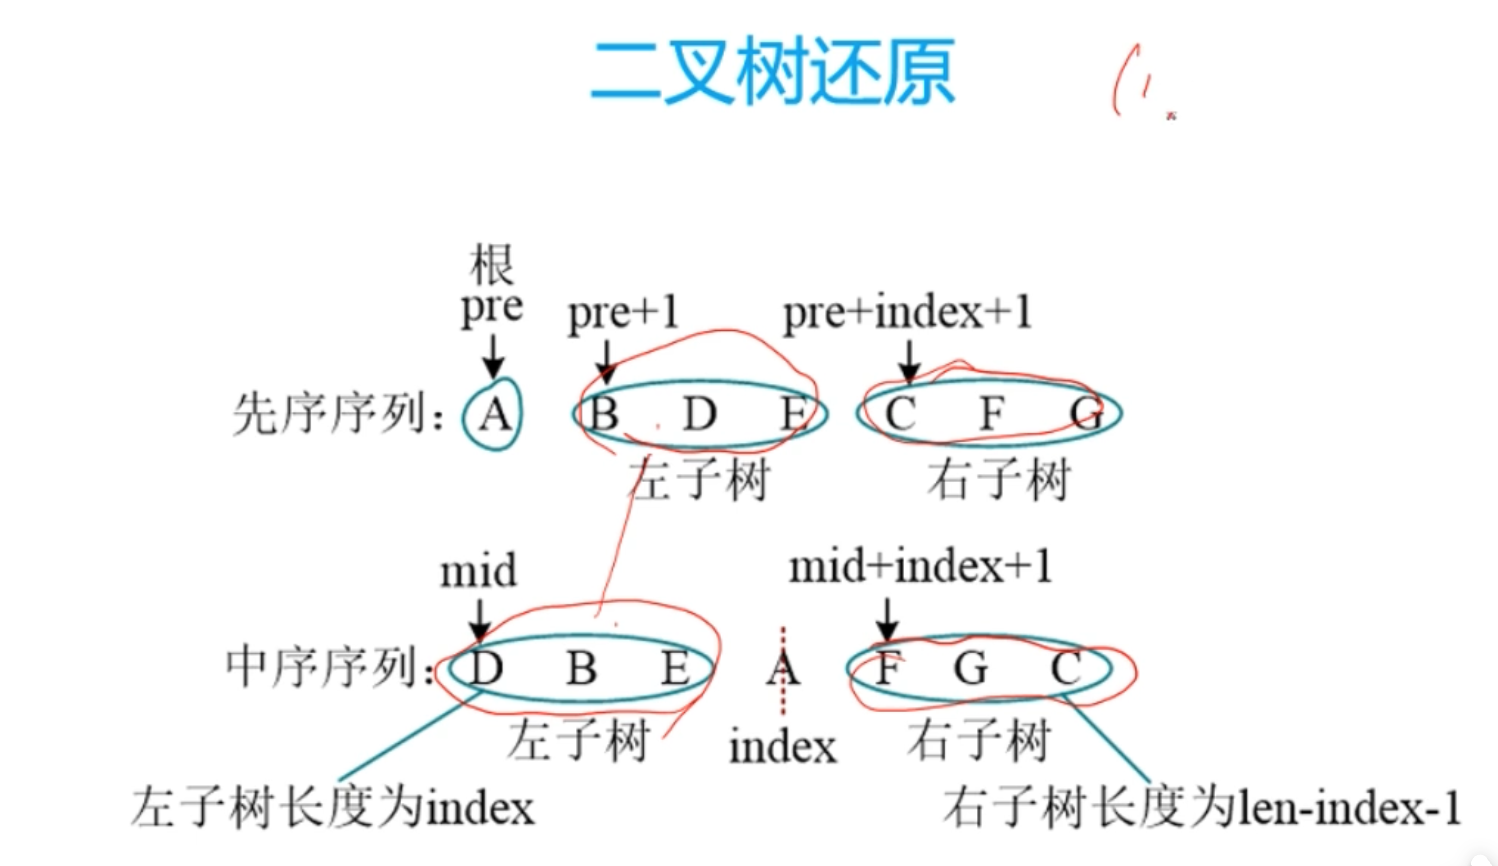 二叉树还原
根
pre pre+1 pre+index+1
先序序列: A B D E C F G
左子树 右子树
mid mid+index+1
中序序列: D B E A F G C
左子树 index 右子树
左子树长度为index 右子树长度为len-index-1